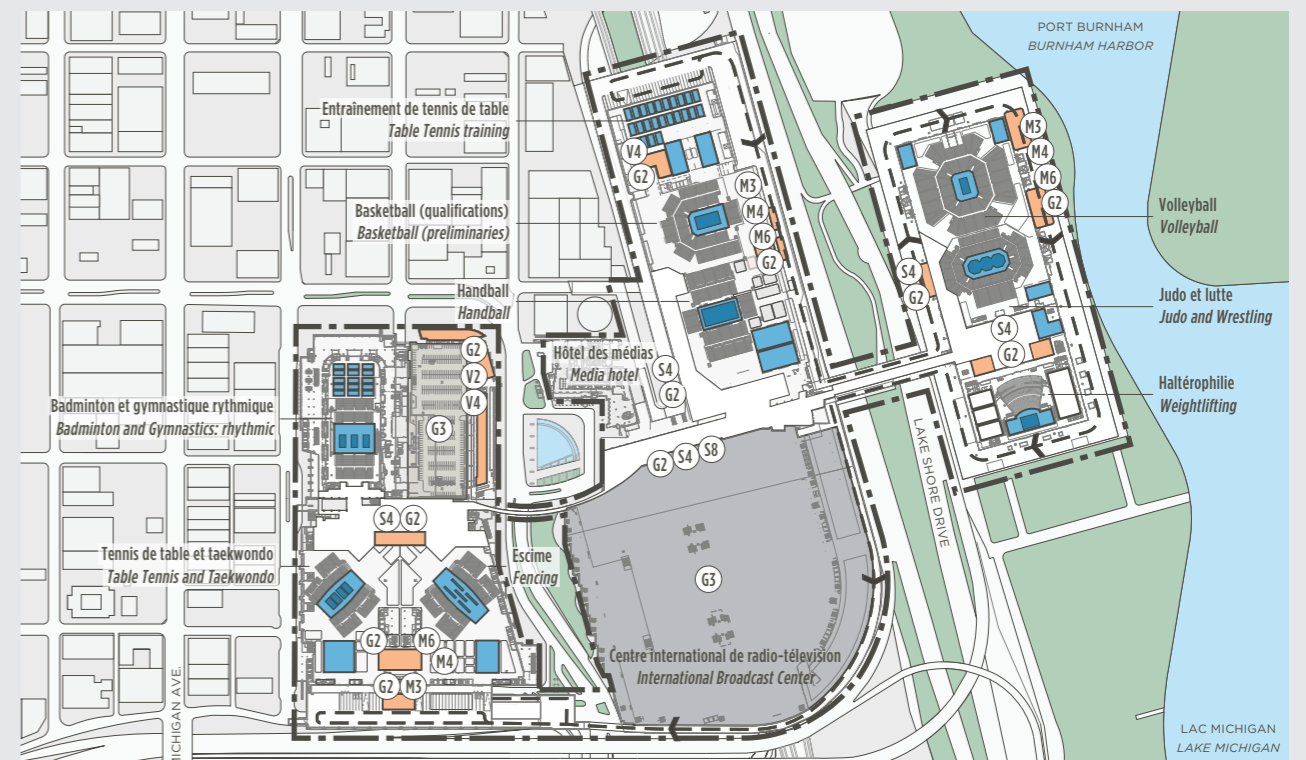 PORT BURNHAM
BURNHAM HARBOR
Entraînement de tennis de table
Table Tennis training
V4
G2
Basketball (qualifications)
Basketball (preliminaries)
M3
M4
M6
G2
Handball
Handball
Hôtel des médias
Media hotel
S4
G2
M3
M4
M6
G2
Volleyball
Volleyball
S4
G2
Judo et lutte
Judo and Wrestling
S4
G2
Haltérophilie
Weightlifting
G2
V2
V4
G3
Badminton et gymnastique rythmique
Badminton and Gymnastics: rhythmic
G2
S4
S8
LAKE SHORE DRIVE
S4
G2
Tennis de table et taekwondo
Table Tennis and Taekwondo
Escime
Fencing
G3
G2
M6
M4
G2
M3
Centre international de radio-télévision
International Broadcast Center
MICHIGAN AVE.
LAC MICHIGAN
LAKE MICHIGAN